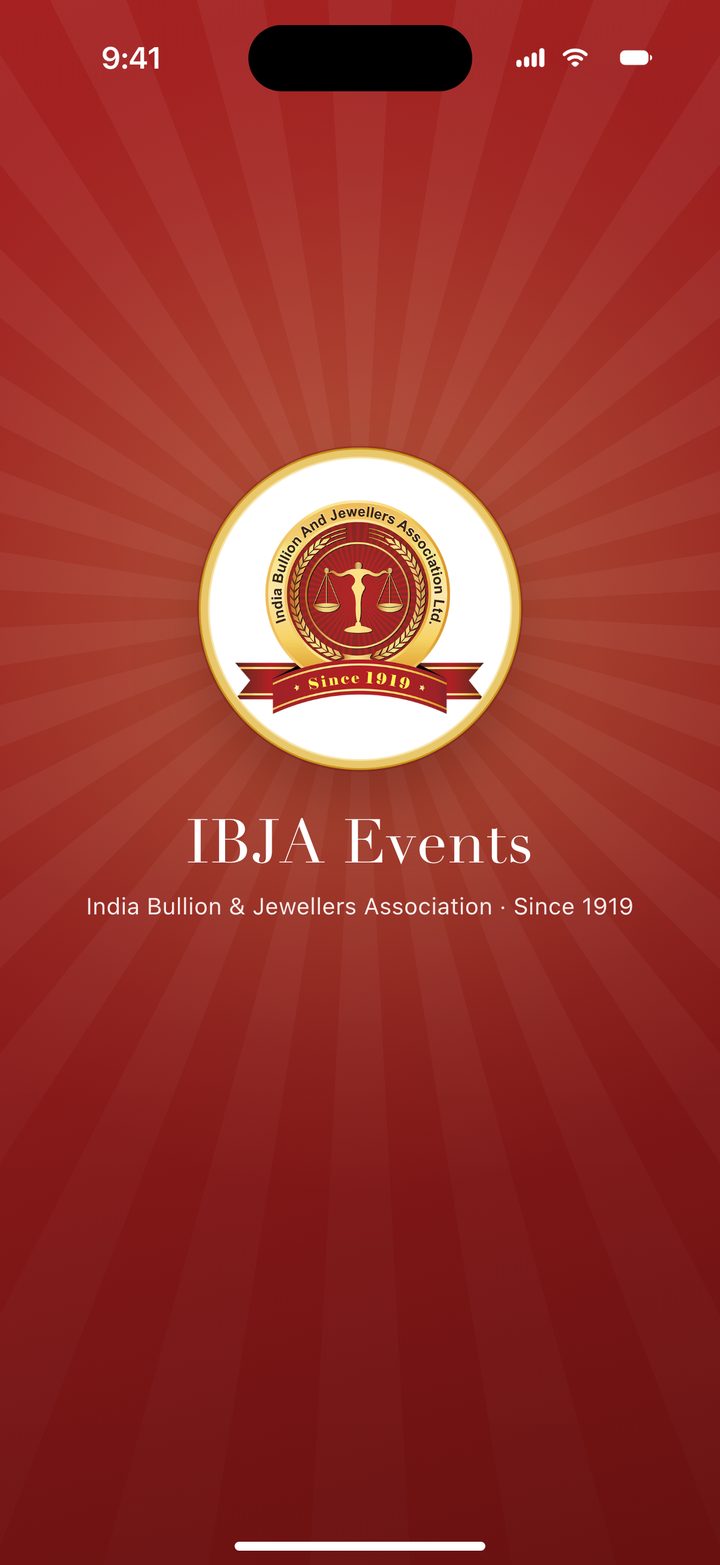 9:41
India Bullion And Jewellers Association Ltd.
Since 1919
IBJA Events
India Bullion & Jewellers Association · Since 1919